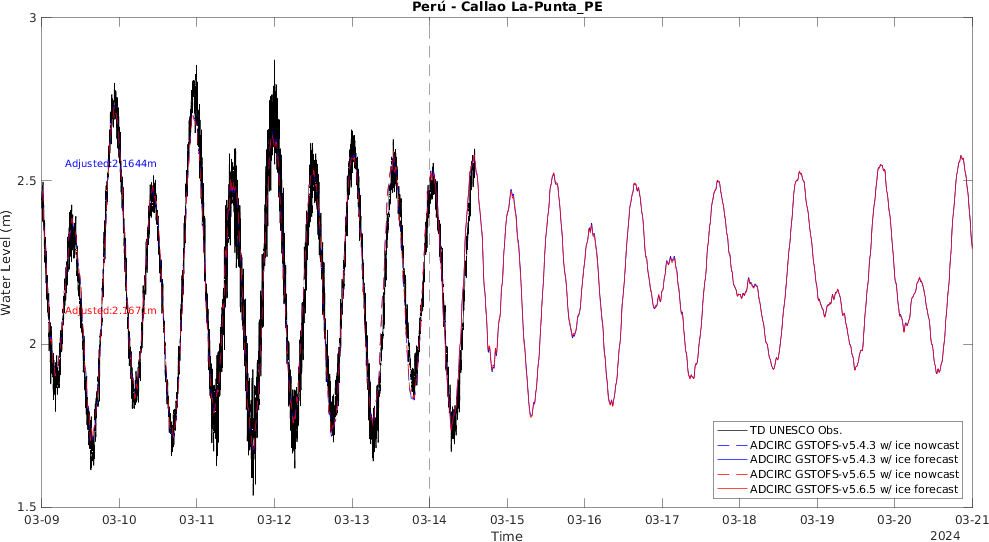 Perú - Callao La-Punta_PE
3
2.5
2
1.5
Water Level (m)
Adjusted:2.1644m
Adjusted:2.1671m
TD UNESCO Obs.
ADCIRC GSTOFS-v5.4.3 w/ ice nowcast
ADCIRC GSTOFS-v5.4.3 w/ ice forecast
ADCIRC GSTOFS-v5.6.5 w/ ice nowcast
ADCIRC GSTOFS-v5.6.5 w/ ice forecast
03-09 03-10 03-11 03-12 03-13 03-14 03-15 03-16 03-17 03-18 03-19 03-20 03-21
Time
2024